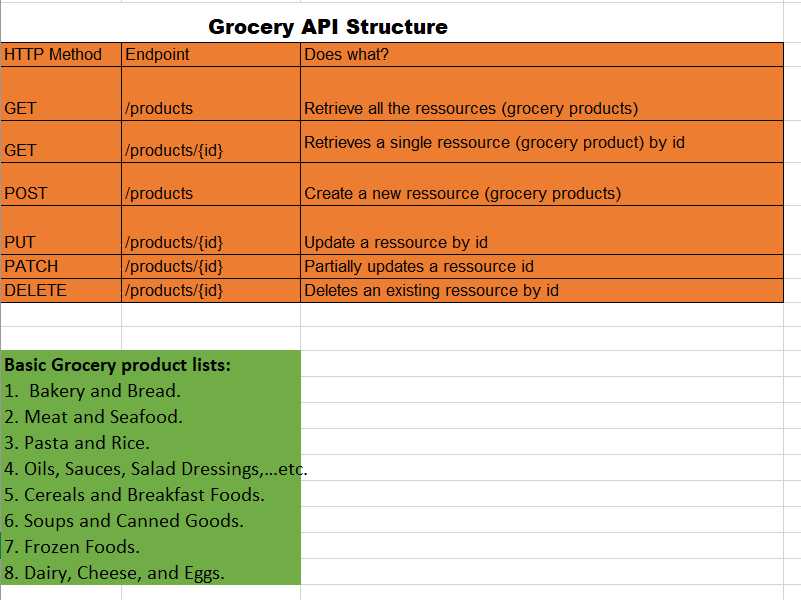 Grocery API Structure
HTTP Method Endpoint Does what?
GET /products Retrieve all the ressources (grocery products)
GET /products/{id} Retrieves a single ressource (grocery product) by id
POST /products Create a new ressource (grocery products)
PUT /products/{id} Update a ressource by id
PATCH /products/{id} Partially updates a ressource id
DELETE /products/{id} Deletes an existing ressource by id
Basic Grocery product lists:
1.  Bakery and Bread.
2. Meat and Seafood.
3. Pasta and Rice.
4. Oils, Sauces, Salad Dressings,...etc.
5. Cereals and Breakfast Foods.
6. Soups and Canned Goods.
7. Frozen Foods.
8. Dairy, Cheese, and Eggs.